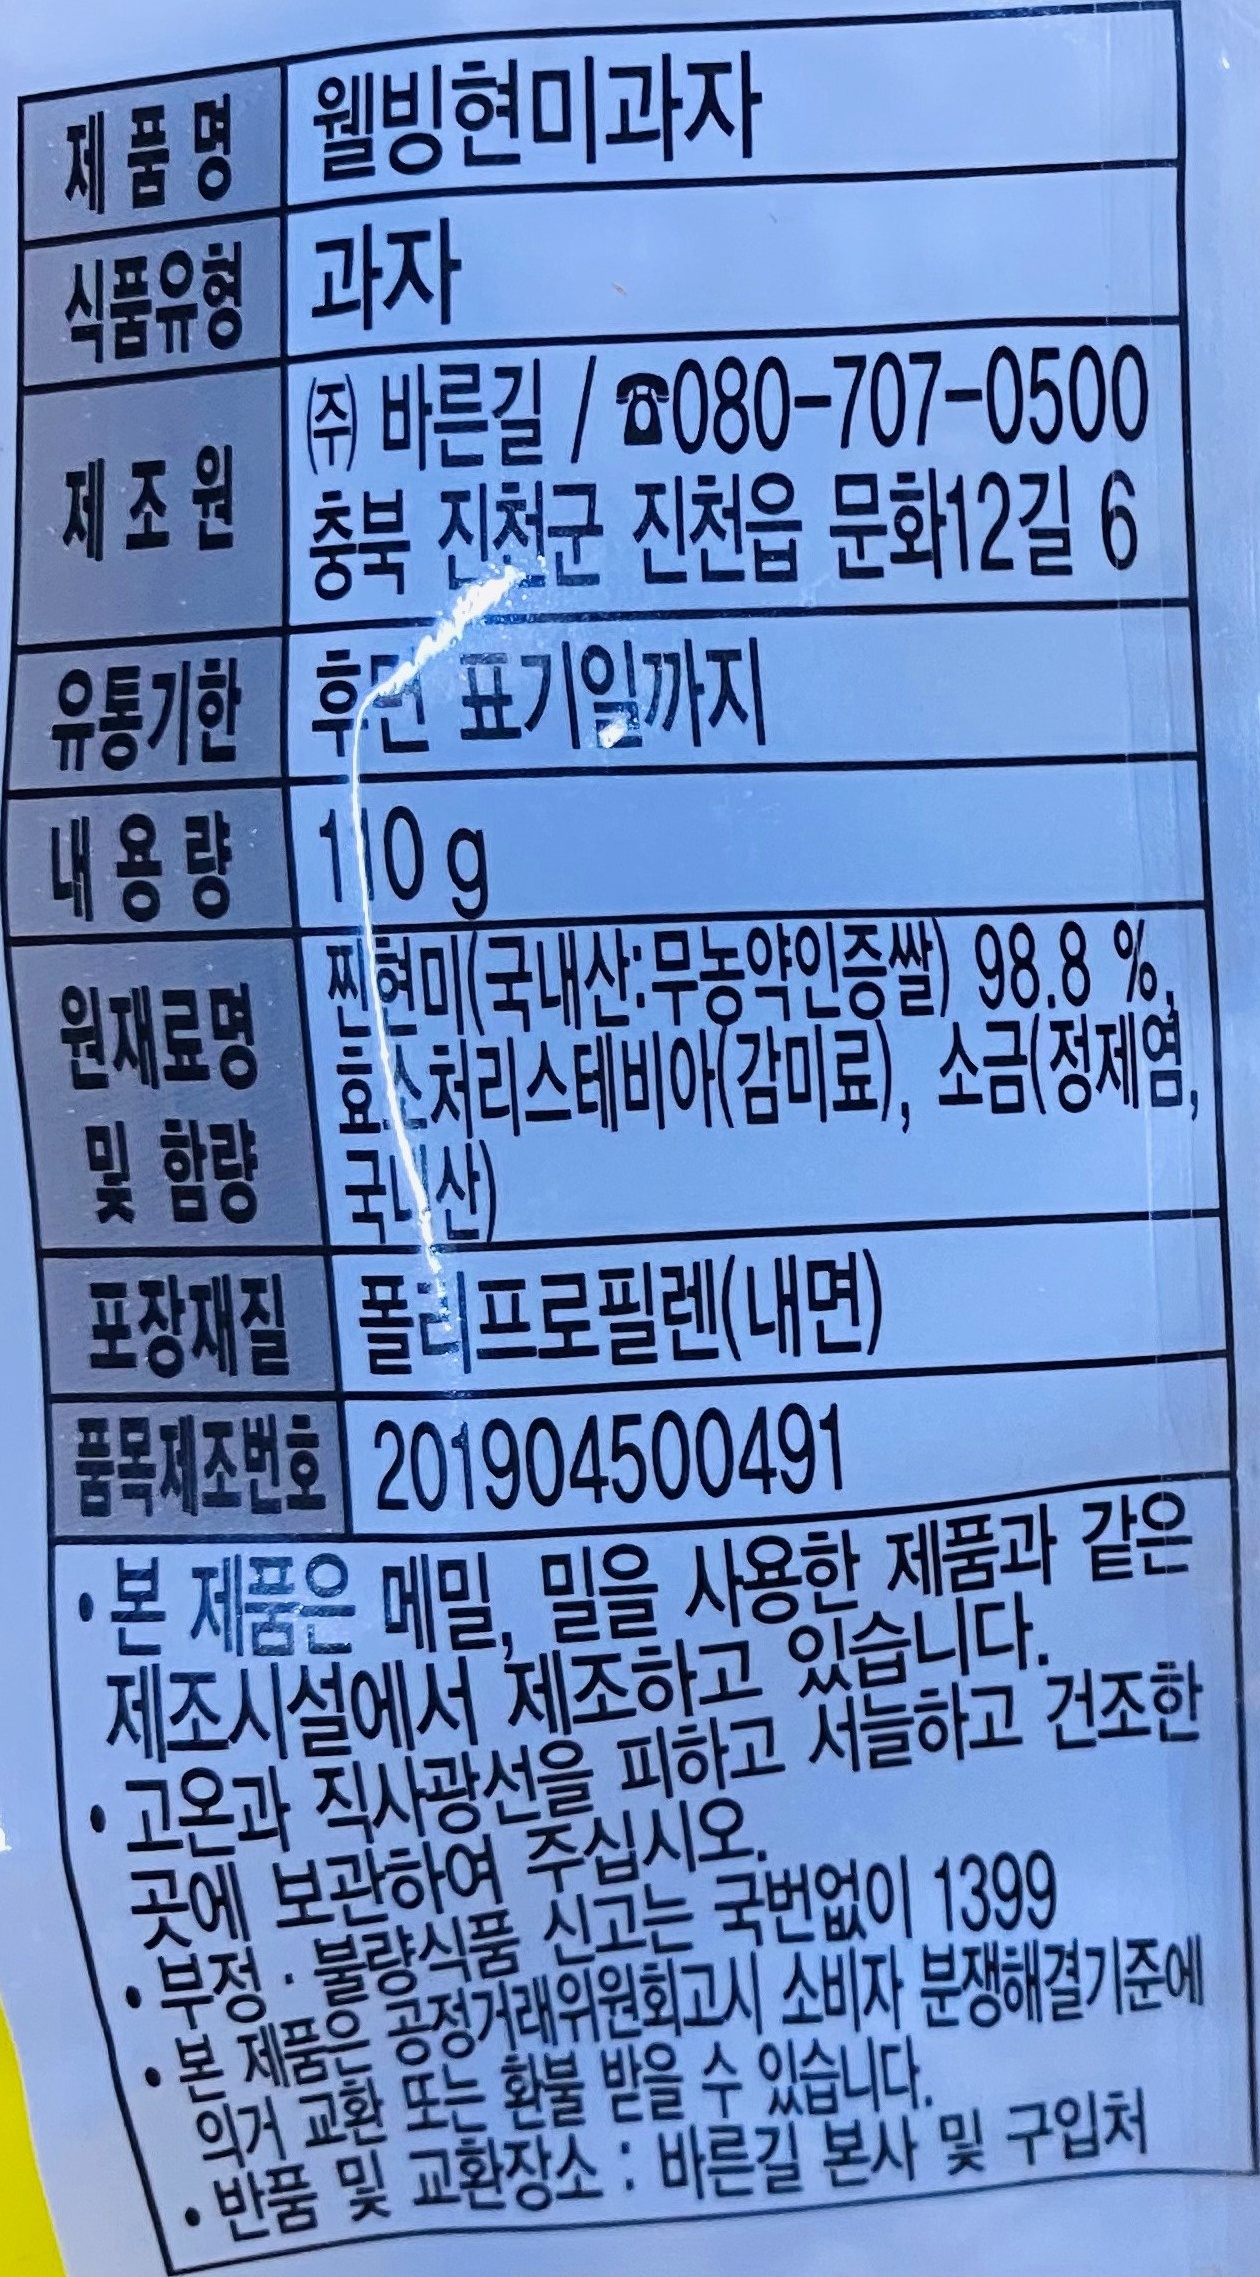 제품명 웰빙현미과자
식품유형 과자
제조원 ㈜ 바른길 / ☎080-707-0500
충북 진천군 진천읍 문화12길 6
유통기한 후면 표기일까지
내용량 110 g
원재료명 및 함량 찐현미(국내산:무농약인증쌀) 98.8 %,
효소처리스테비아(감미료), 소금(정제염,
국내산)
포장재질 폴리프로필렌(내면)
품목제조번호 201904500491
• 본 제품은 메밀, 밀을 사용한 제품과 같은
제조시설에서 제조하고 있습니다.
• 고온과 직사광선을 피하고 서늘하고 건조한
곳에 보관하여 주십시오.
• 부정 · 불량식품 신고는 국번없이 1399
• 본 제품은 공정거래위원회고시 소비자 분쟁해결기준에
의거 교환 또는 환불 받을 수 있습니다.
• 반품 및 교환장소 : 바른길 본사 및 구입처